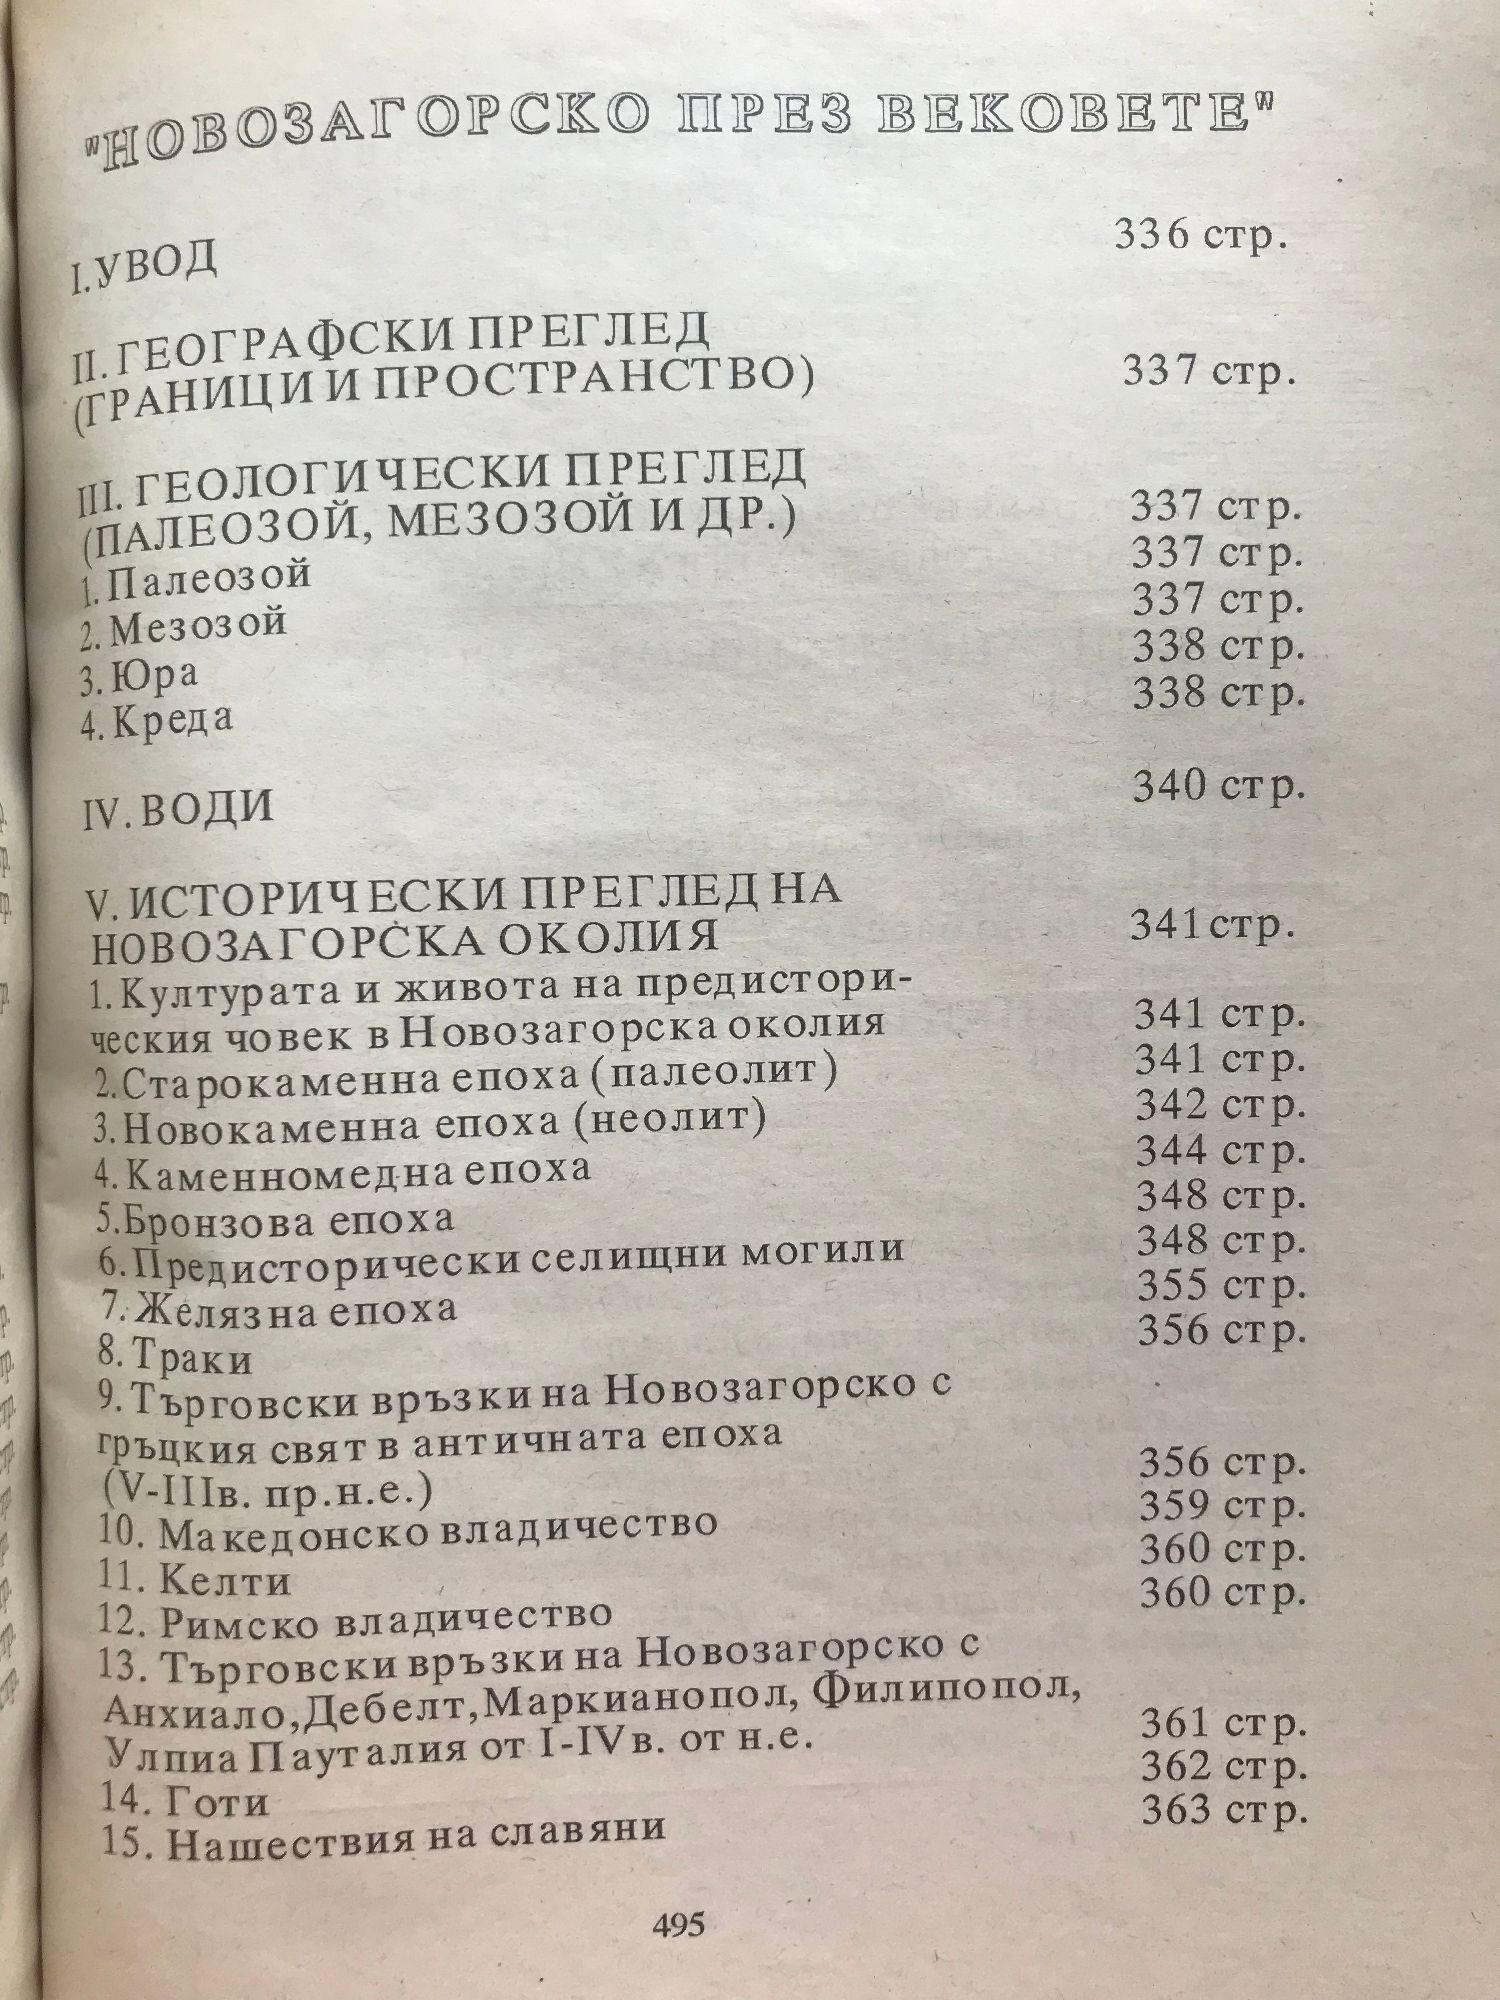 "НОВОЗАГОРСКО ПРЕЗ ВЕКОВЕТЕ"
I.УВОД 336 стр.
II.ГЕОГРАФСКИ ПРЕГЛЕД
(ГРАНИЦИ И ПРОСТРАНСТВО) 337 стр.
III. ГЕОЛОГИЧЕСКИ ПРЕГЛЕД
(ПАЛЕОЗОЙ, МЕЗОЗОЙ И ДР.) 337 стр.
1.Палеозой 337 стр.
2.Мезозой 337 стр.
3.Юра 338 стр.
4.Креда 338 стр.
IV.ВОДИ 340 стр.
V.ИСТОРИЧЕСКИ ПРЕГЛЕД НА
НОВОЗАГОРСКА ОКОЛИЯ 341стр.
1.Културата и живота на предистори-
ческия човек в Новозагорска околия 341 стр.
2.Старокаменна епоха (палеолит) 341 стр.
3.Новокаменна епоха (неолит) 342 стр.
4.Каменномедна епоха 344 стр.
5.Бронзова епоха 348 стр.
6.Предисторически селищни могили 348 стр.
7.Желязна епоха 355 стр.
8.Траки 356 стр.
9.Търговски връзки на Новозагорско с
гръцкия свят в античната епоха
(V-IIIв. пр.н.е.) 356 стр.
10. Македонско владичество 359 стр.
11. Келти 360 стр.
12. Римско владичество 360 стр.
13. Търговски връзки на Новозагорско с
Анхиало,Дебелт,Маркианопол, Филипопол,
Улпиа Пауталия от I-IVв. от н.е. 361 стр.
14. Готи 362 стр.
15. Нашествия на славяни 363 стр.
495